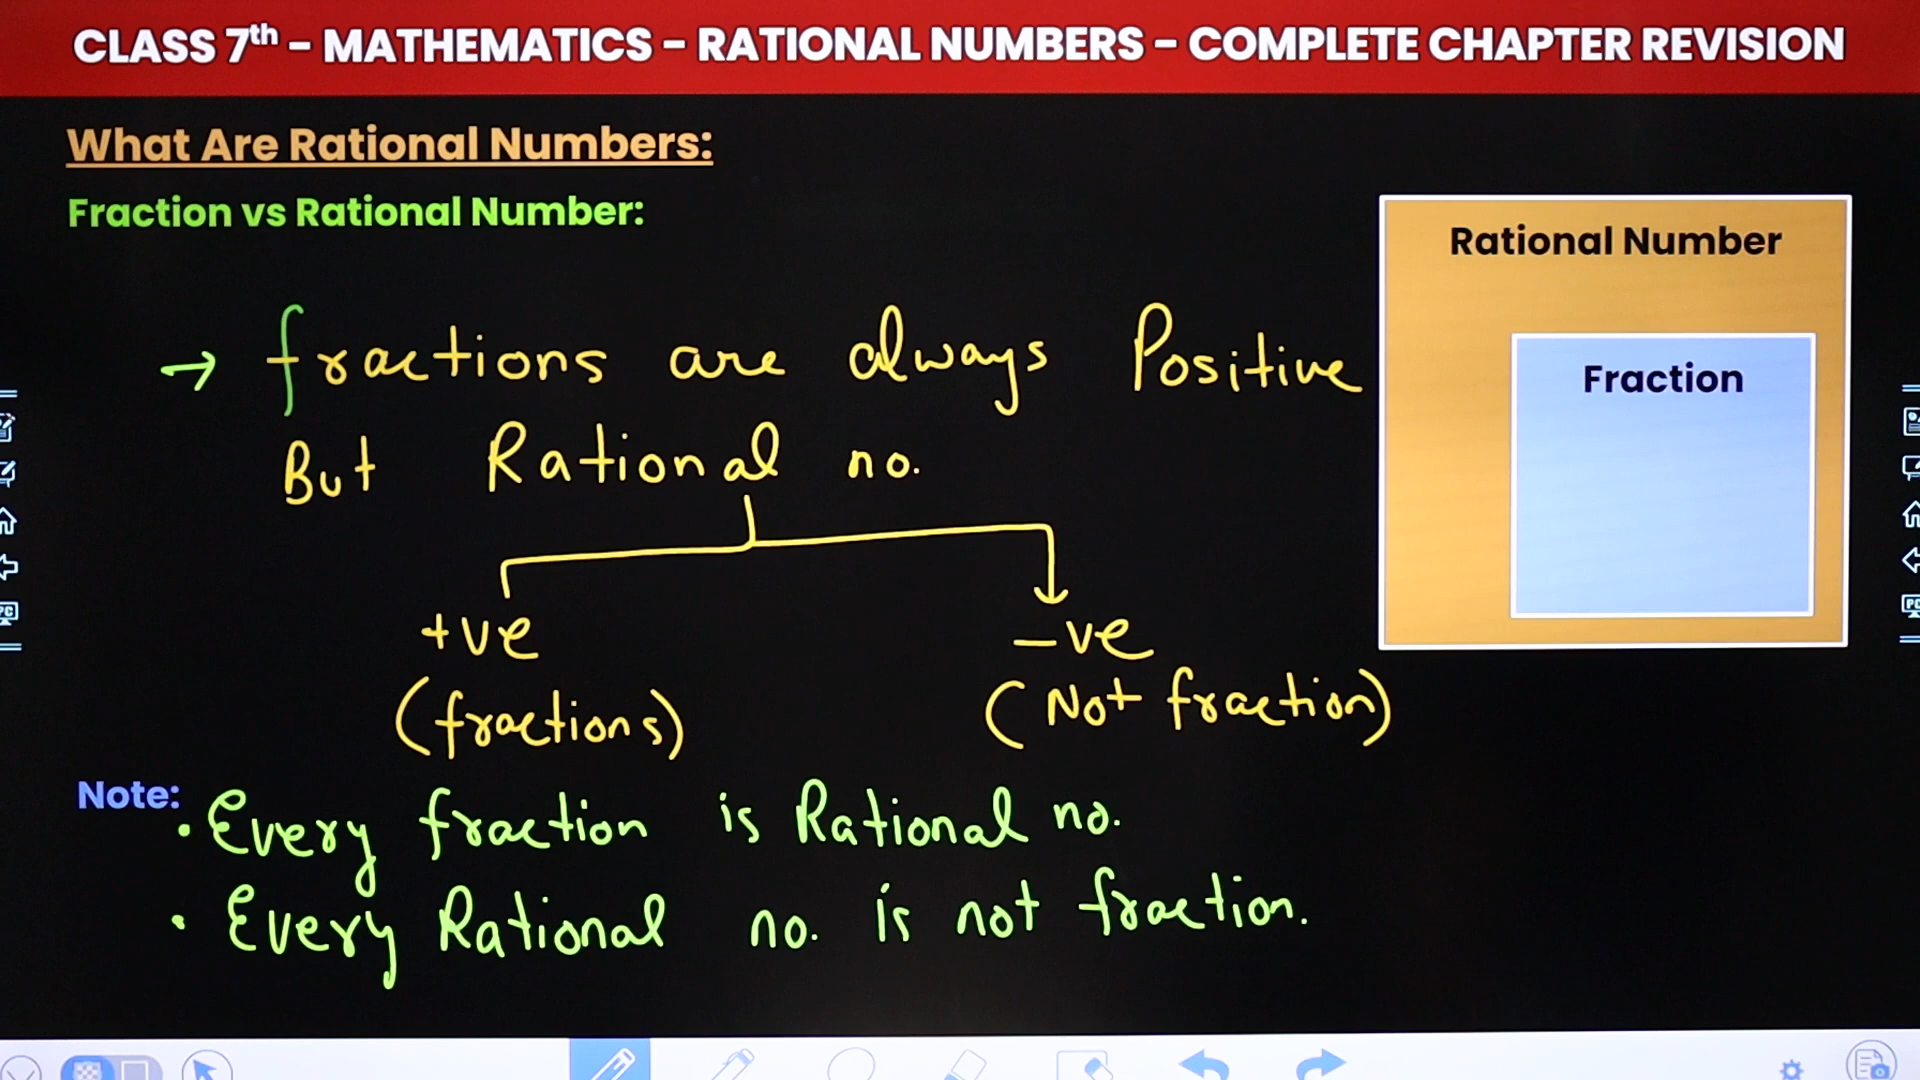 CLASS 7th – MATHEMATICS – RATIONAL NUMBERS – COMPLETE CHAPTER REVISION
What Are Rational Numbers:
Fraction vs Rational Number:
Rational Number
Fraction
→ fractions are always Positive
But Rational no.
+ve –ve
(fractions) (Not fraction)
Note:
• Every fraction is Rational no.
• Every Rational no. is not fraction.
PC PC